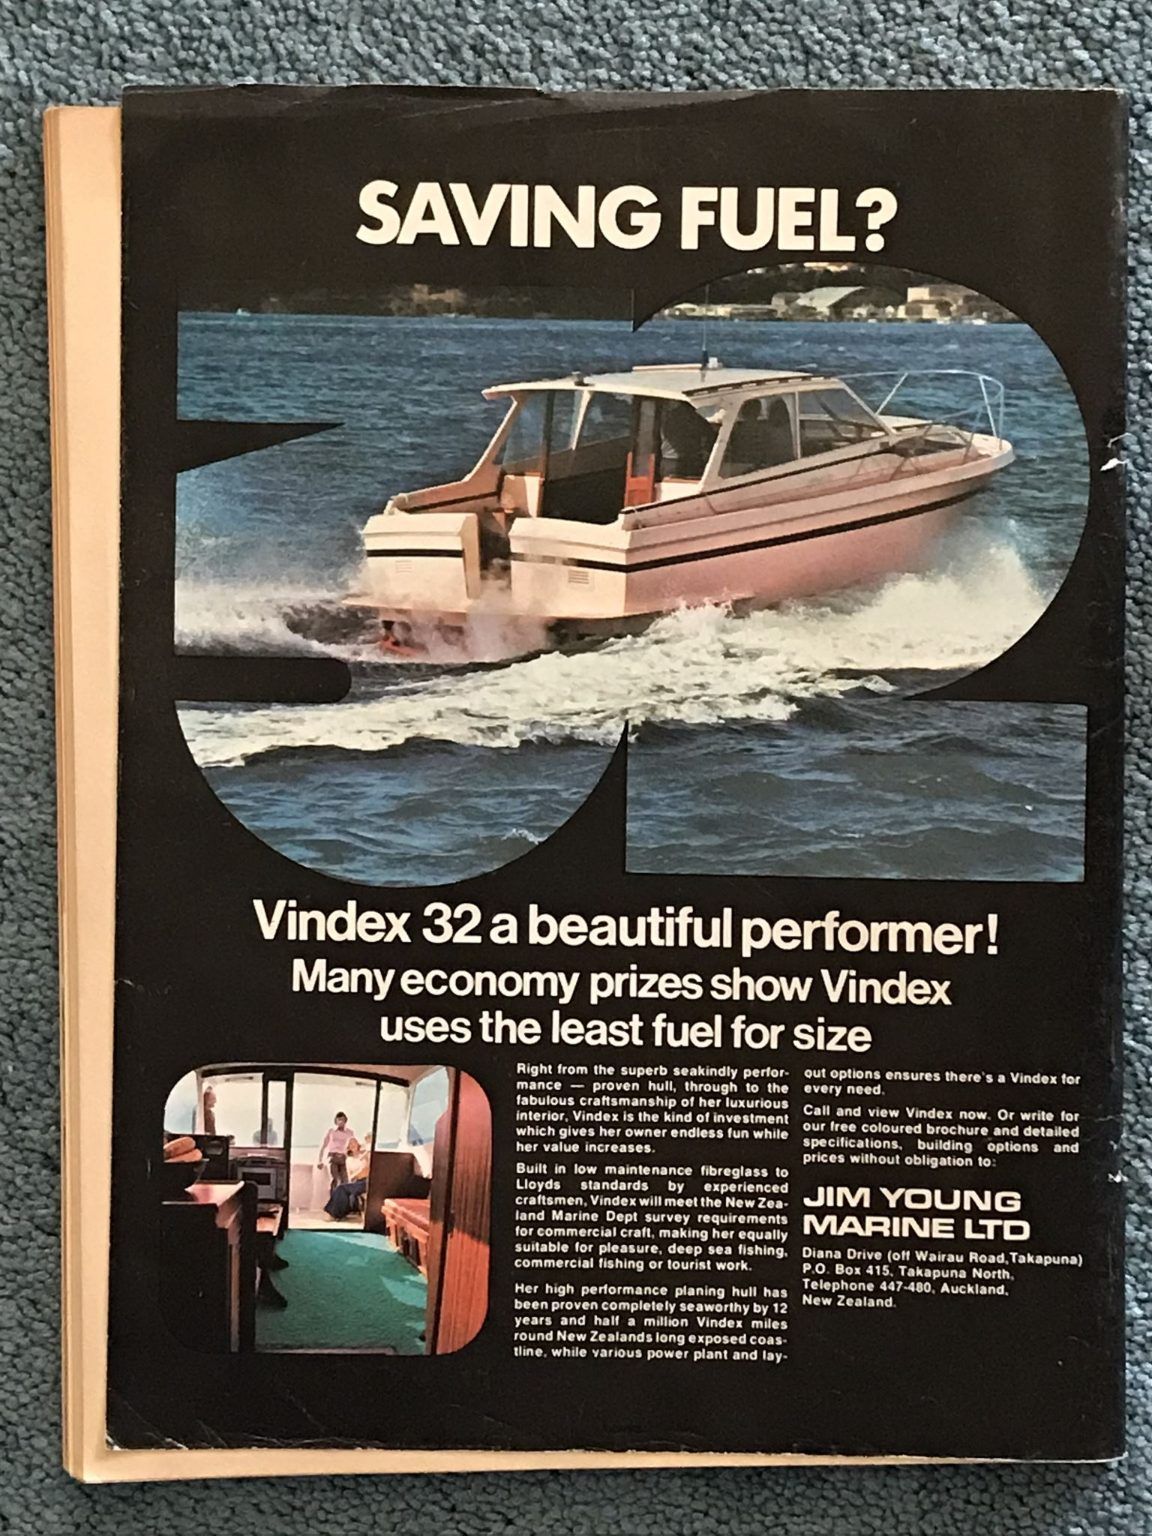 SAVING FUEL?
32
Vindex 32 a beautiful performer!
Many economy prizes show Vindex
uses the least fuel for size
Right from the superb seakindly perfor-
mance — proven hull, through to the
fabulous craftsmanship of her luxurious
interior, Vindex is the kind of investment
which gives her owner endless fun while
her value increases.
Built in low maintenance fibreglass to
Lloyds standards by experienced
craftsmen, Vindex will meet the New Zea-
land Marine Dept survey requirements
for commercial craft, making her equally
suitable for pleasure, deep sea fishing,
commercial fishing or tourist work.
Her high performance planing hull has
been proven completely seaworthy by 12
years and half a million Vindex miles
round New Zealands long exposed coas-
tline, while various power plant and lay-
out options ensures there's a Vindex for
every need.
Call and view Vindex now. Or write for
our free coloured brochure and detailed
specifications, building options and
prices without obligation to:
JIM YOUNG
MARINE LTD
Diana Drive (off Wairau Road,Takapuna)
P.O. Box 415, Takapuna North,
Telephone 447-480, Auckland,
New Zealand.